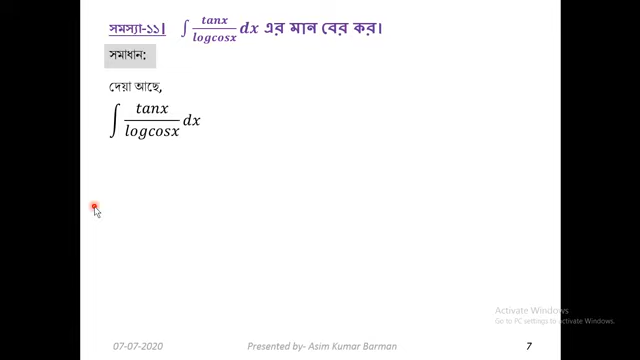 সমস্যা-১১| ∫ tanx/logcosx dx এর মান বের কর।
সমাধান:
দেয়া আছে,
∫ tanx/logcosx dx
Activate Windows
Go to PC settings to activate Windows.
07-07-2020 Presented by- Asim Kumar Barman 7